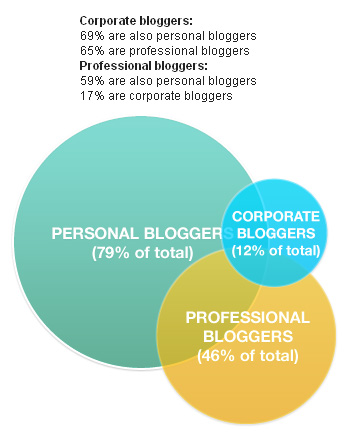 Corporate bloggers:
69% are also personal bloggers
65% are professional bloggers
Professional bloggers:
59% are also personal bloggers
17% are corporate bloggers
PERSONAL BLOGGERS
(79% of total)
CORPORATE
BLOGGERS
(12% of total)
PROFESSIONAL
BLOGGERS
(46% of total)